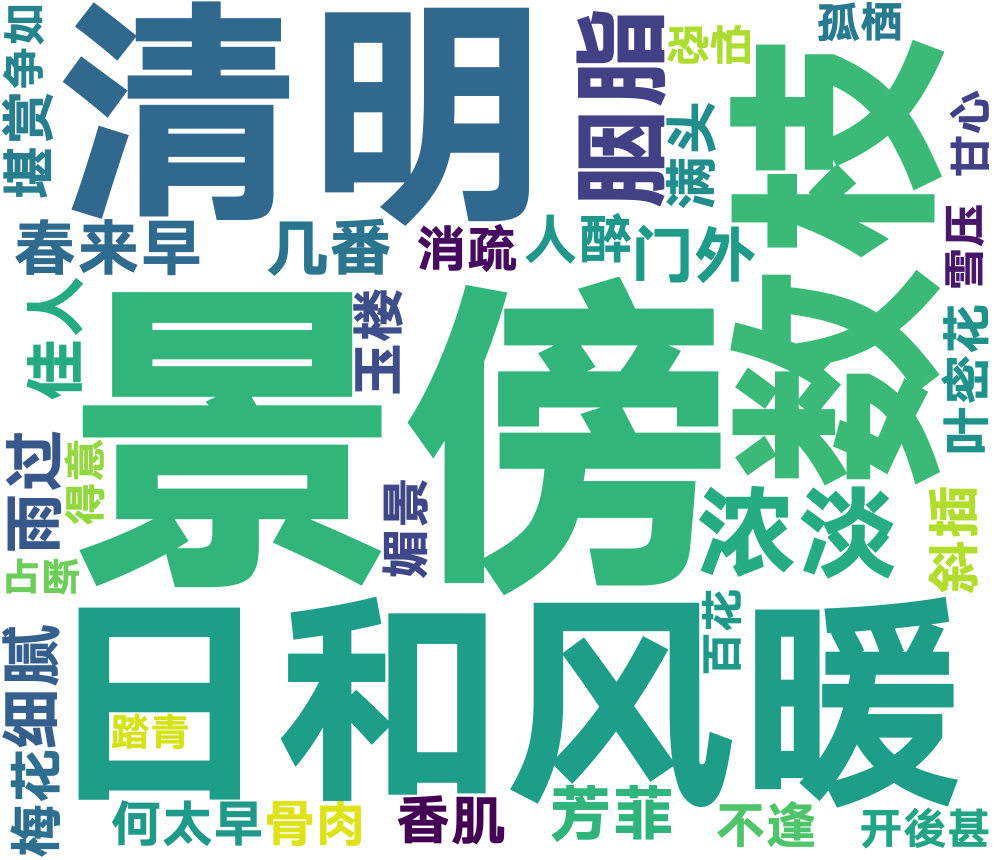 清明
争如
堪赏
胭脂
恐怕
满头
孤栖
数枝
甘心
雪压
春来早
几番
消疏
人醉
门外
佳人
景傍
玉楼
叶密花
雨过
得意
媚景
浓淡
斜插
占断
百花
日和风暖
踏青
梅花细腻
何太早
骨肉
香肌
芳菲
不逢
开後甚